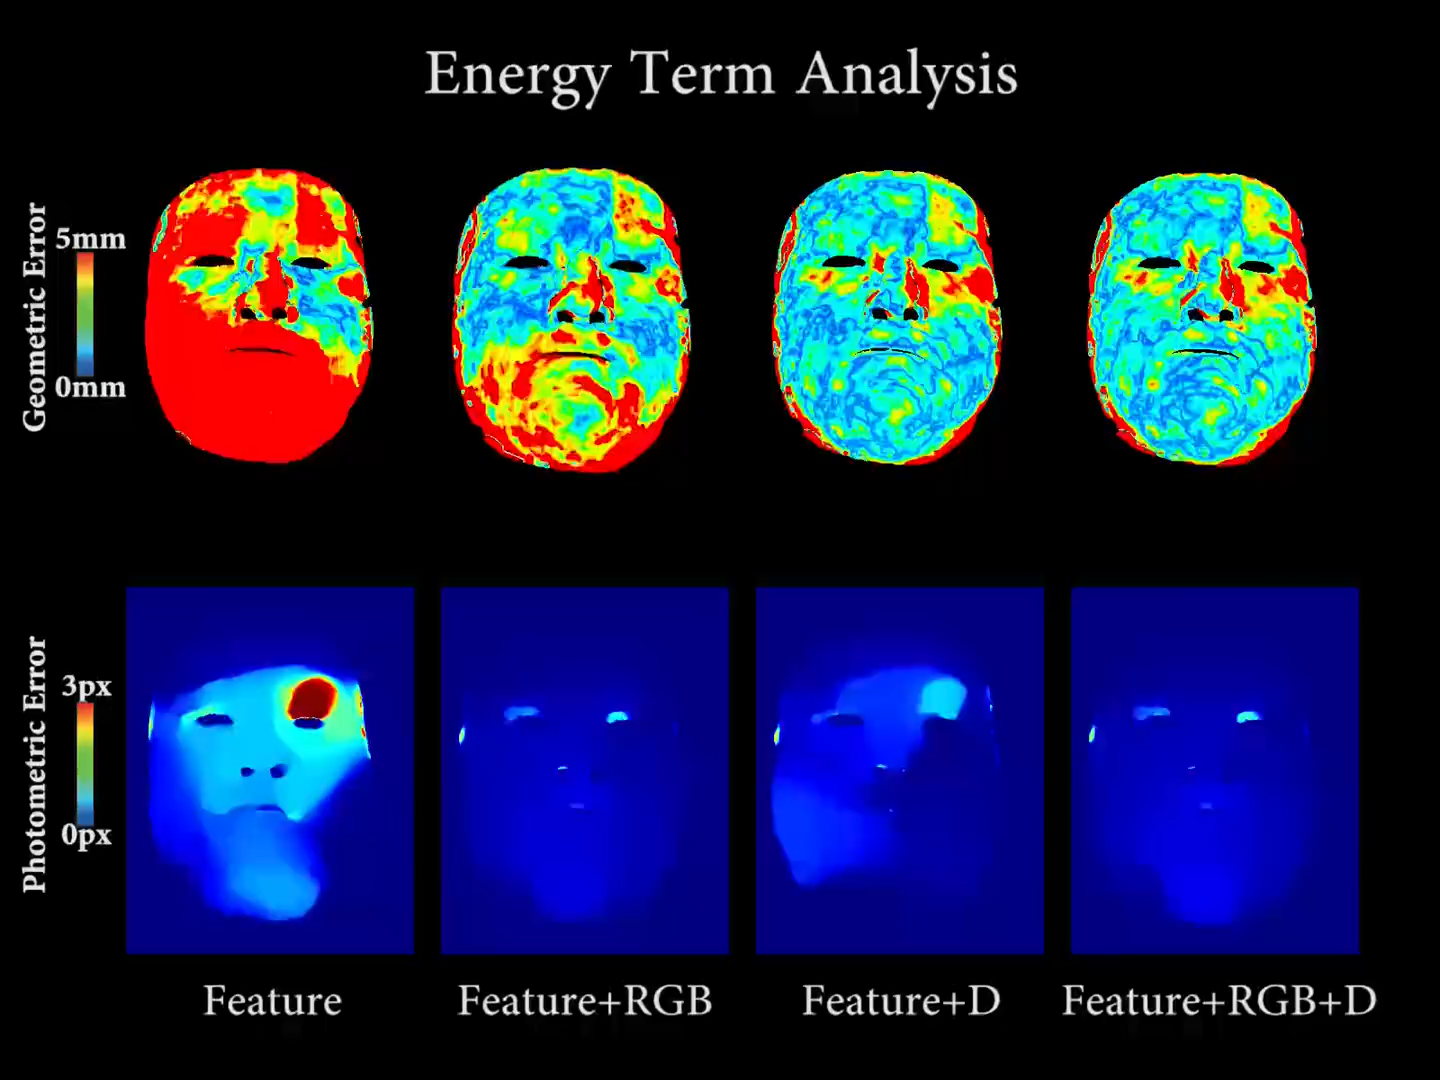 Energy Term Analysis
Geometric Error
5mm
0mm
Photometric Error
3px
0px
Feature
Feature+RGB
Feature+D
Feature+RGB+D